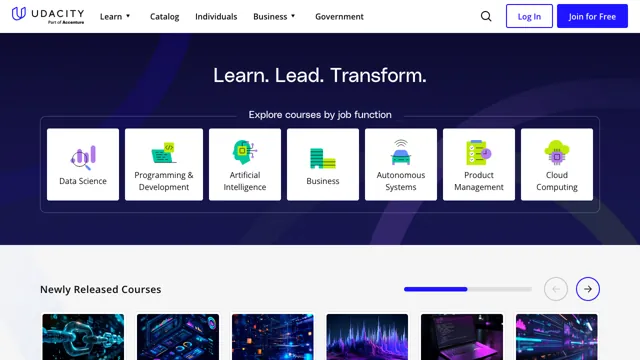 UDACITY
Part of Accenture
Learn
Catalog
Individuals
Business
Government
Log In
Join for Free
Learn. Lead. Transform.
Explore courses by job function
Data Science
Programming &
Development
Artificial
Intelligence
Business
Autonomous
Systems
Product
Management
Cloud
Computing
Newly Released Courses